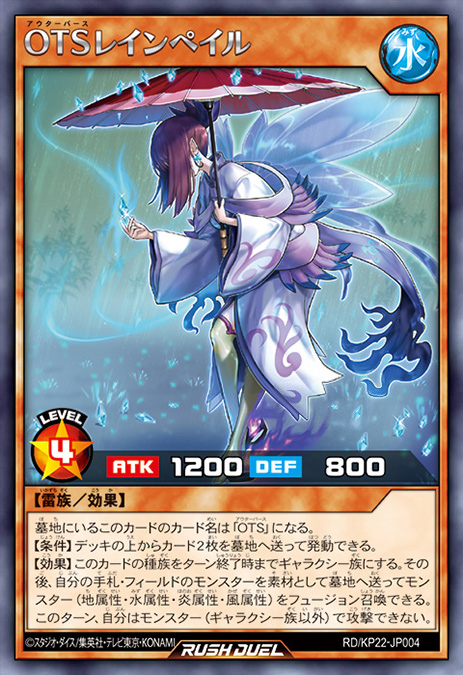 アウターバース
OTSレインペイル
みず
水
LEVEL
4
ATK 1200 DEF 800
いかずちぞく こうか
【雷族／効果】
墓地にいるこのカードのカード名は「OTS」になる。
【条件】デッキの上からカード2枚を墓地へ送って発動できる。
【効果】このカードの種族をターン終了時までギャラクシー族にする。その
後、自分の手札・フィールドのモンスターを素材として墓地へ送ってモン
スター（地属性・水属性・炎属性・風属性）をフュージョン召喚できる。
このターン、自分はモンスター（ギャラクシー族以外）で攻撃できない。
©スタジオ・ダイス/集英社・テレビ東京・KONAMI
RUSH DUEL
RD/KP22-JP004